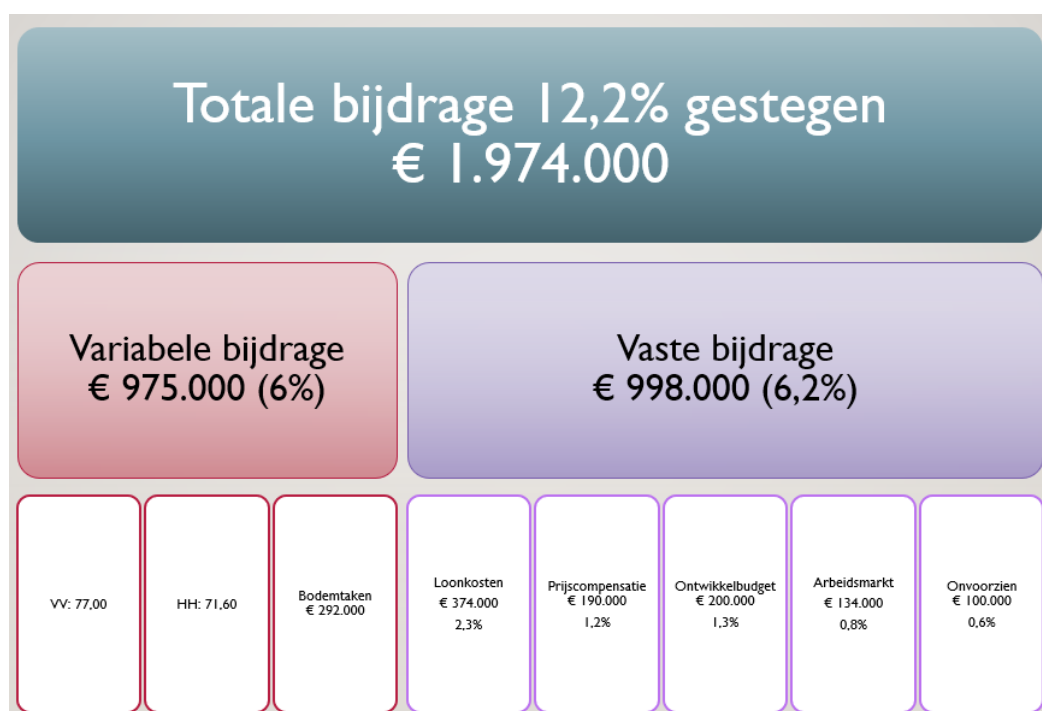 Totale bijdrage 12,2% gestegen
€ 1.974.000
Variabele bijdrage
€ 975.000 (6%)
Vaste bijdrage
€ 998.000 (6,2%)
VV: 77,00
HH: 71,60
Bodemtaken
€ 292.000
Loonkosten
€ 374.000
2,3%
Prijscompensatie
€ 190.000
1,2%
Ontwikkelbudget
€ 200.000
1,3%
Arbeidsmarkt
€ 134.000
0,8%
Onvoorzien
€ 100.000
0,6%